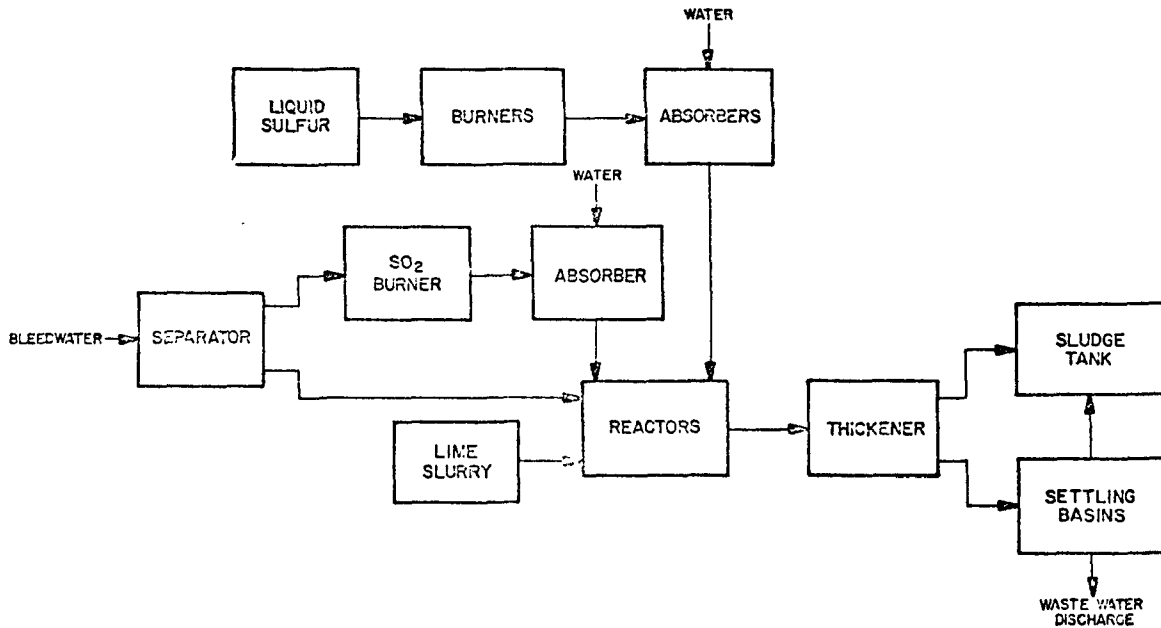 WATER
LIQUID
SULFUR
BURNERS
ABSORBERS
WATER
SO₂
BURNER
ABSORBER
BLEEDWATER
SEPARATOR
SLUDGE
TANK
REACTORS
THICKENER
LIME
SLURRY
SETTLING
BASINS
WASTE WATER
DISCHARGE